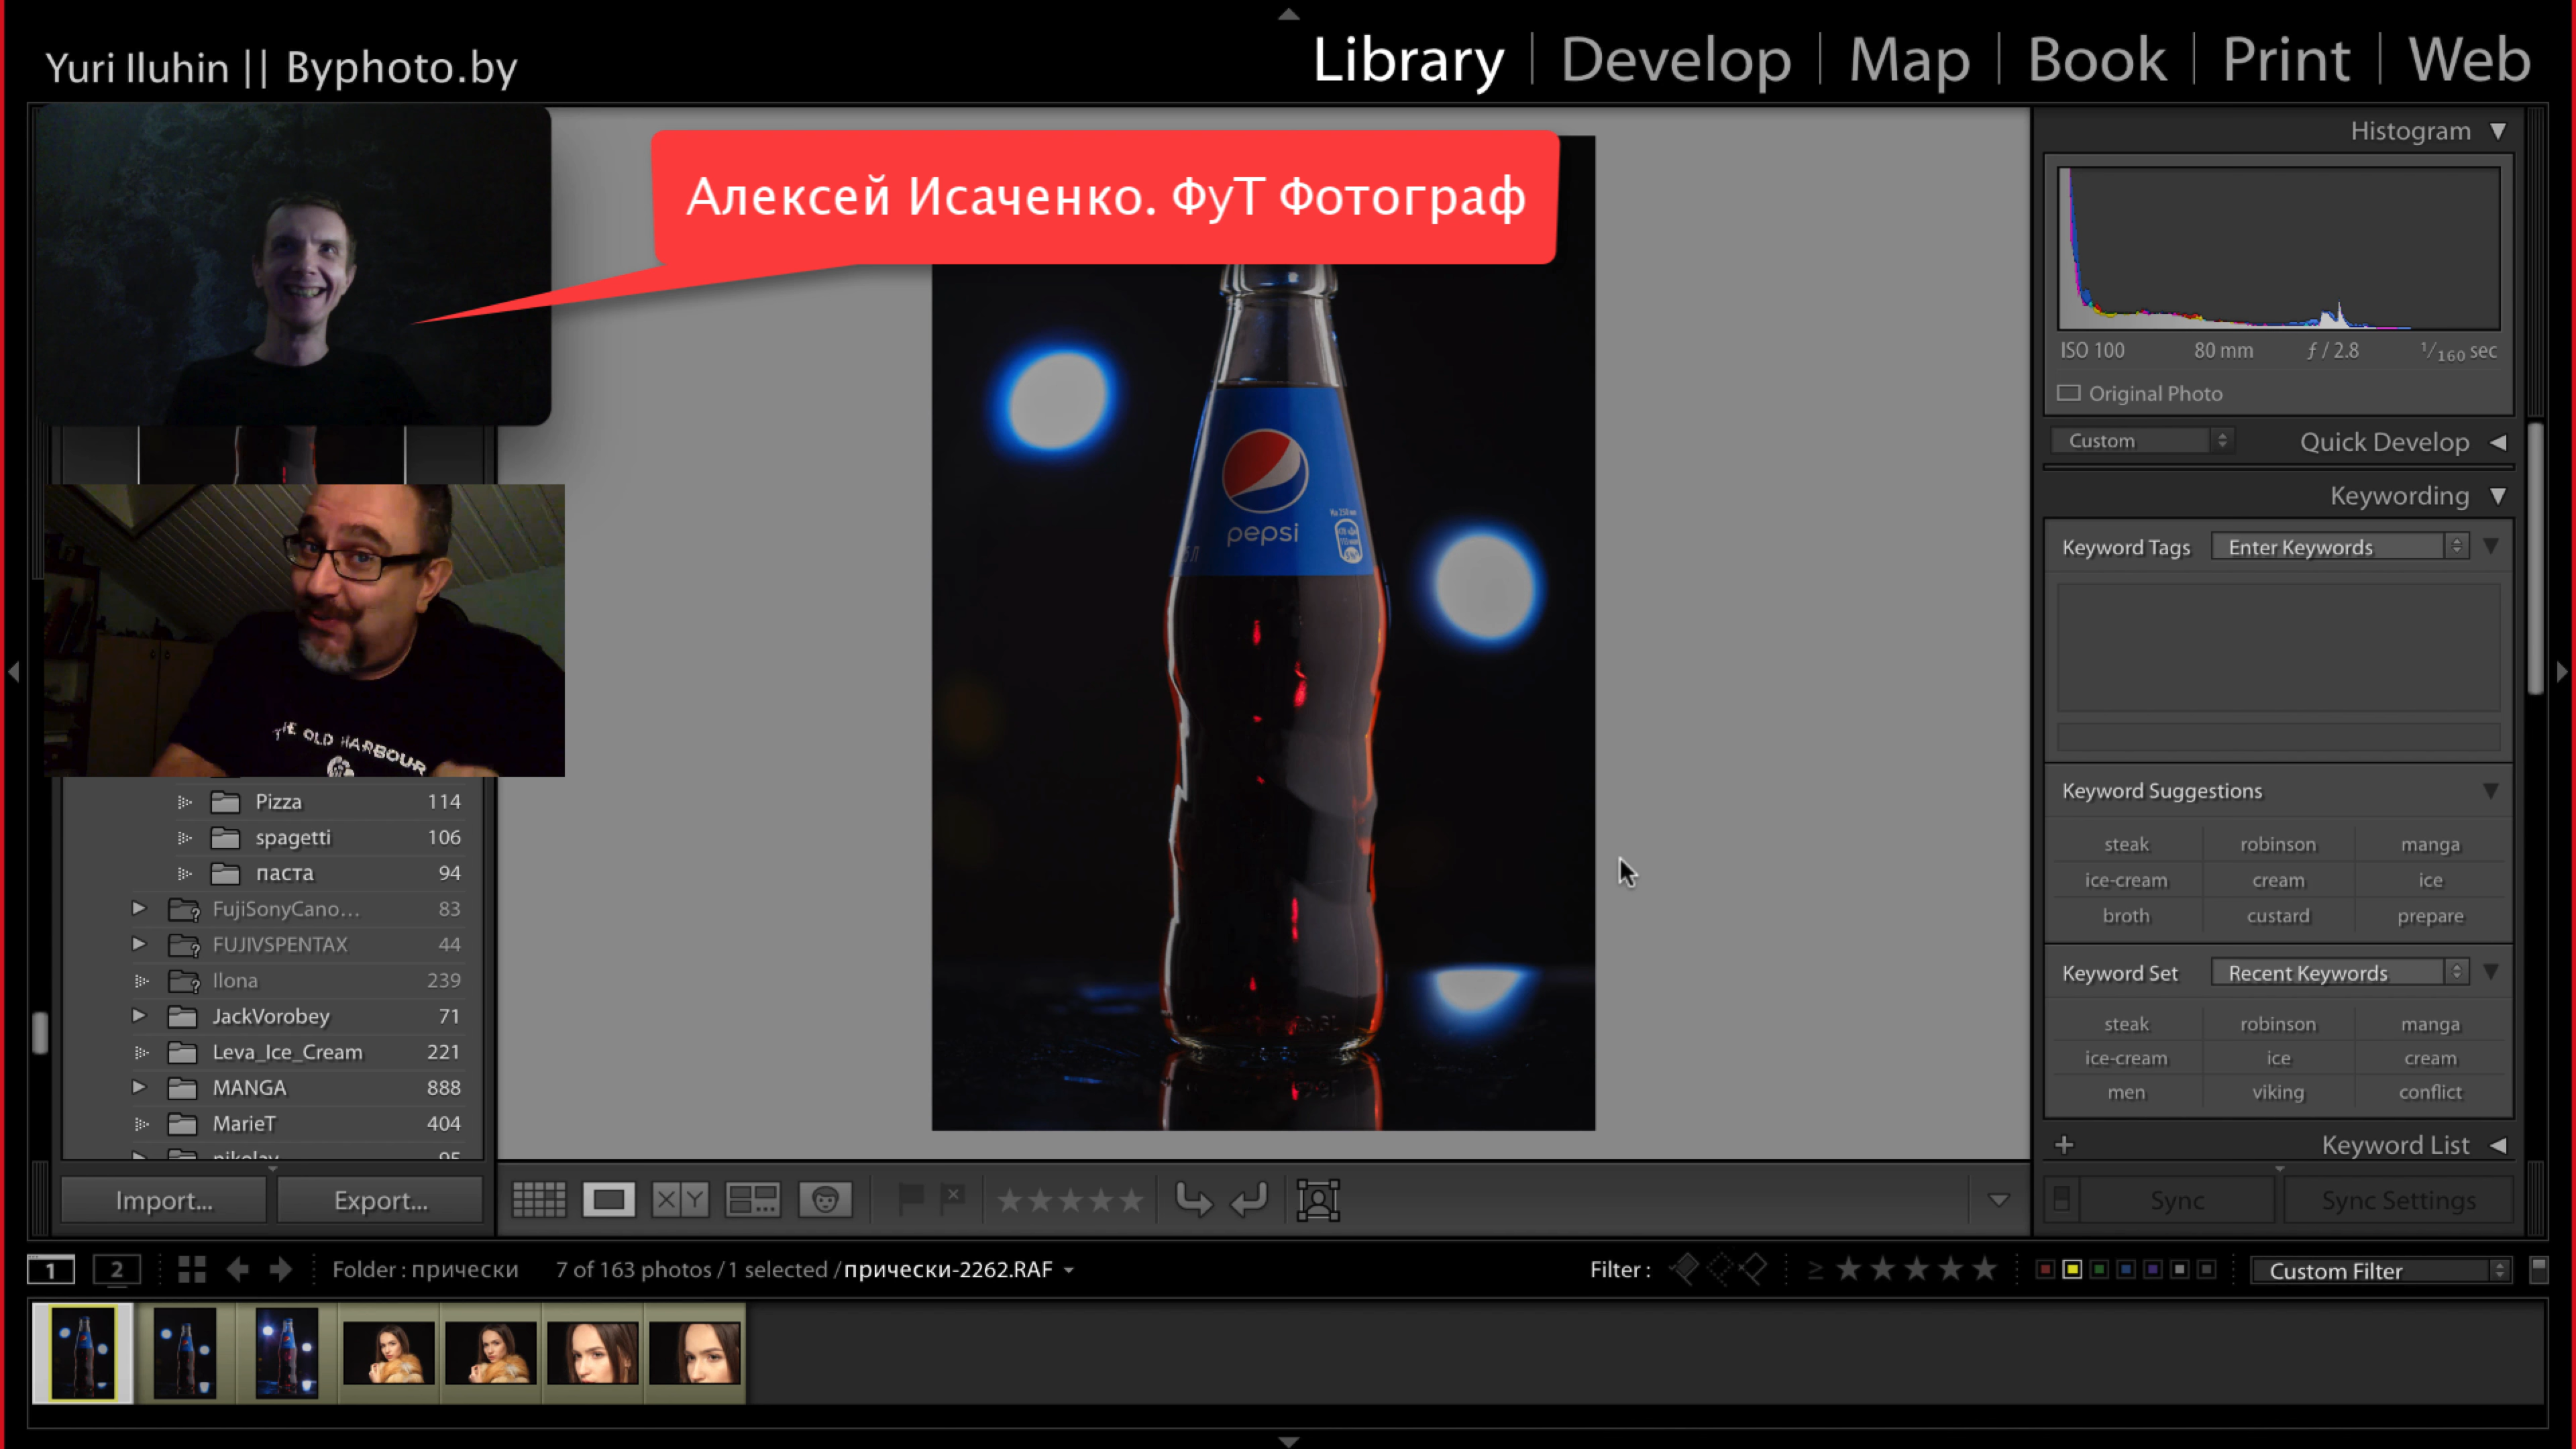 Yuri Iluhin || Byphoto.by
Library | Develop | Map | Book | Print | Web
Алексей Исаченко. ФуТ Фотограф
Histogram
ISO 100 80 mm ƒ / 2.8 1/160 sec
Original Photo
Custom Quick Develop
Keywording
Keyword Tags Enter Keywords
pepsi
THE OLD HARBOUR
Keyword Suggestions
steak robinson manga
ice-cream cream ice
broth custard prepare
Keyword Set Recent Keywords
steak robinson manga
ice-cream ice cream
men viking conflict
Keyword List
Sync Sync Settings
Pizza 114
spagetti 106
паста 94
FujiSonyCano... 83
FUJIVSPENTAX 44
Ilona 239
JackVorobey 71
Leva_Ice_Cream 221
MANGA 888
MarieT 404
nikolay 95
Import... Export...
X Y
1 2 Folder : прически 7 of 163 photos / 1 selected / прически-2262.RAF Filter : ≥ Custom Filter